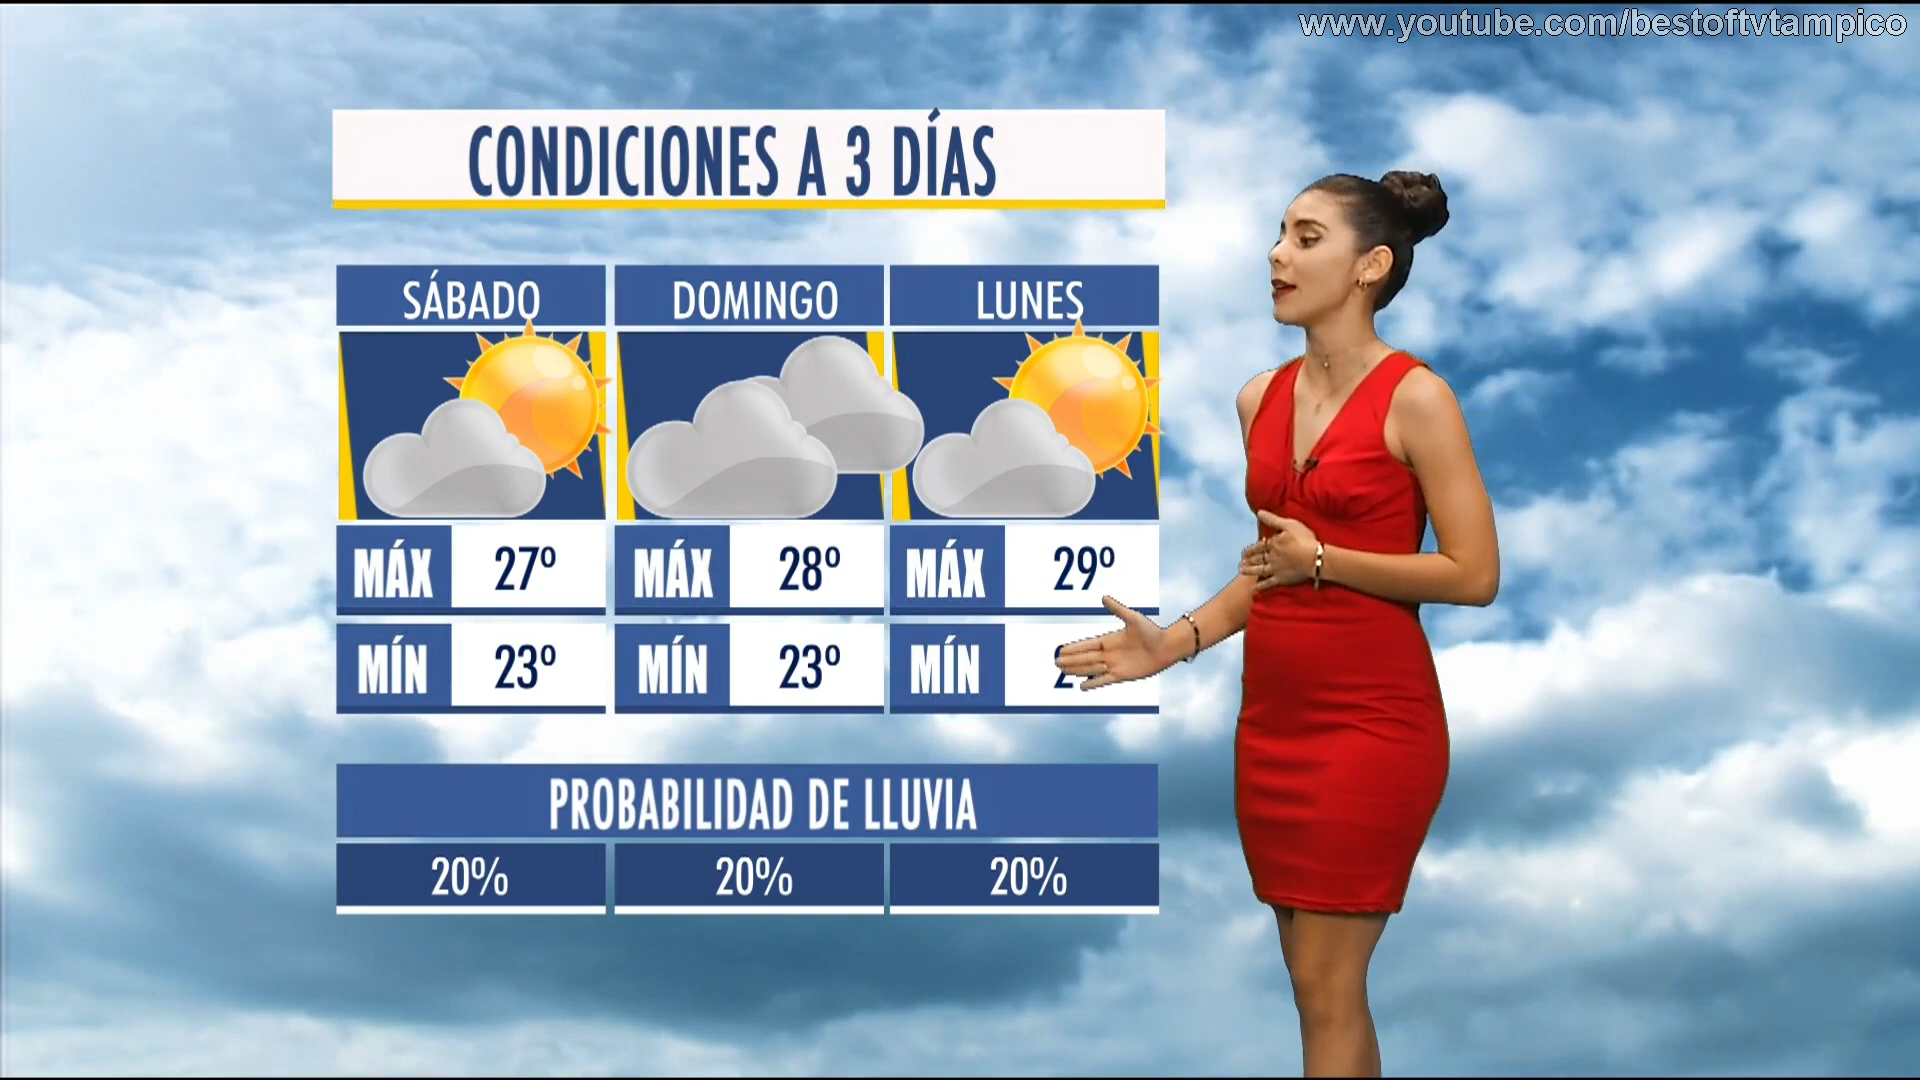 www.youtube.com/bestoftvtampico
CONDICIONES A 3 DÍAS
SÁBADO DOMINGO LUNES
MÁX 27º MÁX 28º MÁX 29º
MÍN 23º MÍN 23º MÍN
PROBABILIDAD DE LLUVIA
20% 20% 20%